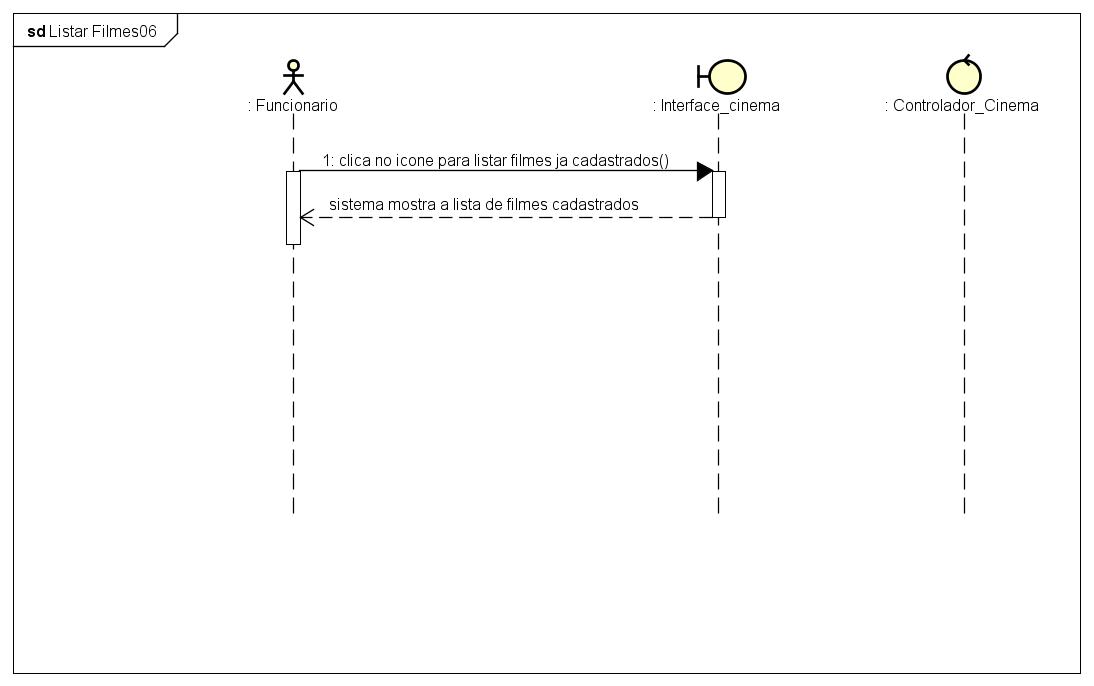 sd Listar Filmes06
: Funcionario
: Interface_cinema
: Controlador_Cinema
1: clica no icone para listar filmes ja cadastrados()
sistema mostra a lista de filmes cadastrados